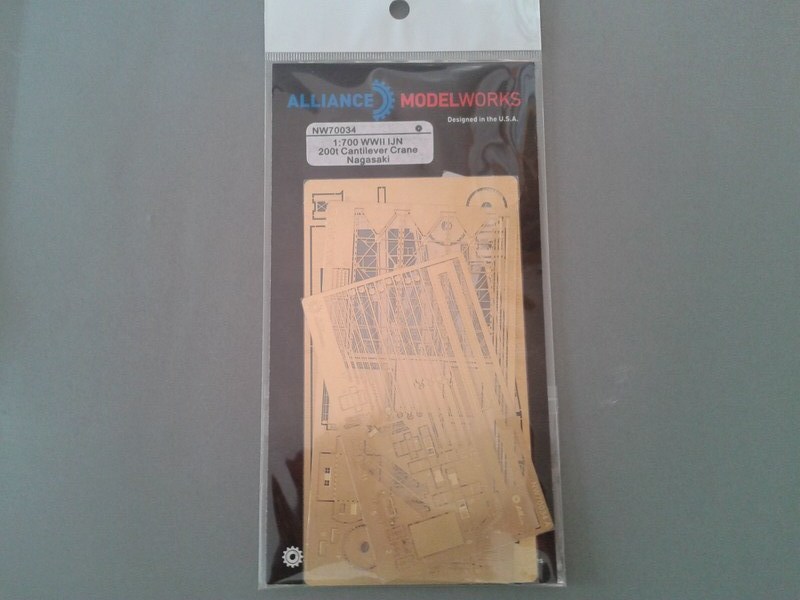 ALLIANCE MODELWORKS
Designed in the U.S.A.
NW70034
1:700 WWII IJN
200t Cantilever Crane
Nagasaki